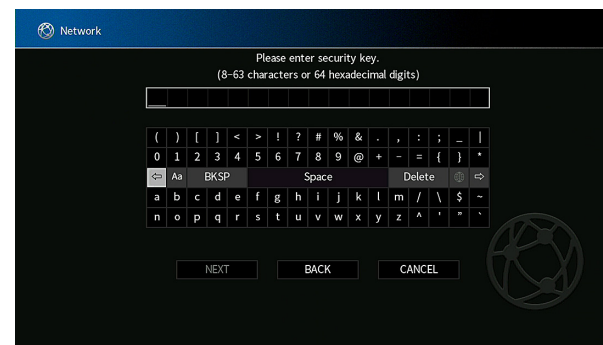 Network
Please enter security key.
(8-63 characters or 64 hexadecimal digits)
( ) [ ] < > ! ? # % & . , : ; _ |
0 1 2 3 4 5 6 7 8 9 @ + - = { } *
⇦ Aa BKSP Space Delete ⇨
a b c d e f g h i j k l m / \ $ ~
n o p q r s t u v w x y z ^ ' " `
NEXT BACK CANCEL